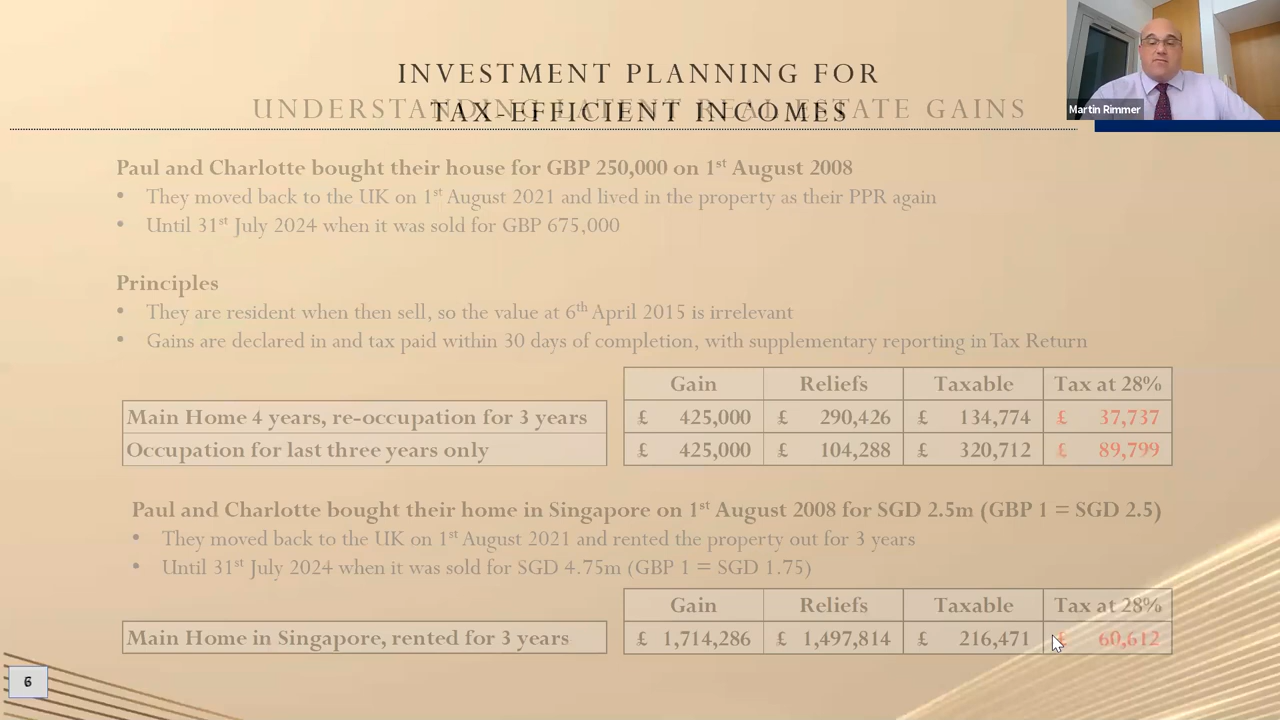 INVESTMENT PLANNING FOR
TAX-EFFICIENT INCOMES
UNDERSTANDING LATENT REAL ESTATE GAINS
Martin Rimmer
Paul and Charlotte bought their house for GBP 250,000 on 1st August 2008
• They moved back to the UK on 1st August 2021 and lived in the property as their PPR again
• Until 31st July 2024 when it was sold for GBP 675,000
Principles
• They are resident when then sell, so the value at 6th April 2015 is irrelevant
• Gains are declared in and tax paid within 30 days of completion, with supplementary reporting in Tax Return
Gain Reliefs Taxable Tax at 28%
Main Home 4 years, re-occupation for 3 years £ 425,000 £ 290,426 £ 134,774 £ 37,737
Occupation for last three years only £ 425,000 £ 104,288 £ 320,712 £ 89,799
Paul and Charlotte bought their home in Singapore on 1st August 2008 for SGD 2.5m (GBP 1 = SGD 2.5)
• They moved back to the UK on 1st August 2021 and rented the property out for 3 years
• Until 31st July 2024 when it was sold for SGD 4.75m (GBP 1 = SGD 1.75)
Gain Reliefs Taxable Tax at 28%
Main Home in Singapore, rented for 3 years £ 1,714,286 £ 1,497,814 £ 216,471 £ 60,612
6